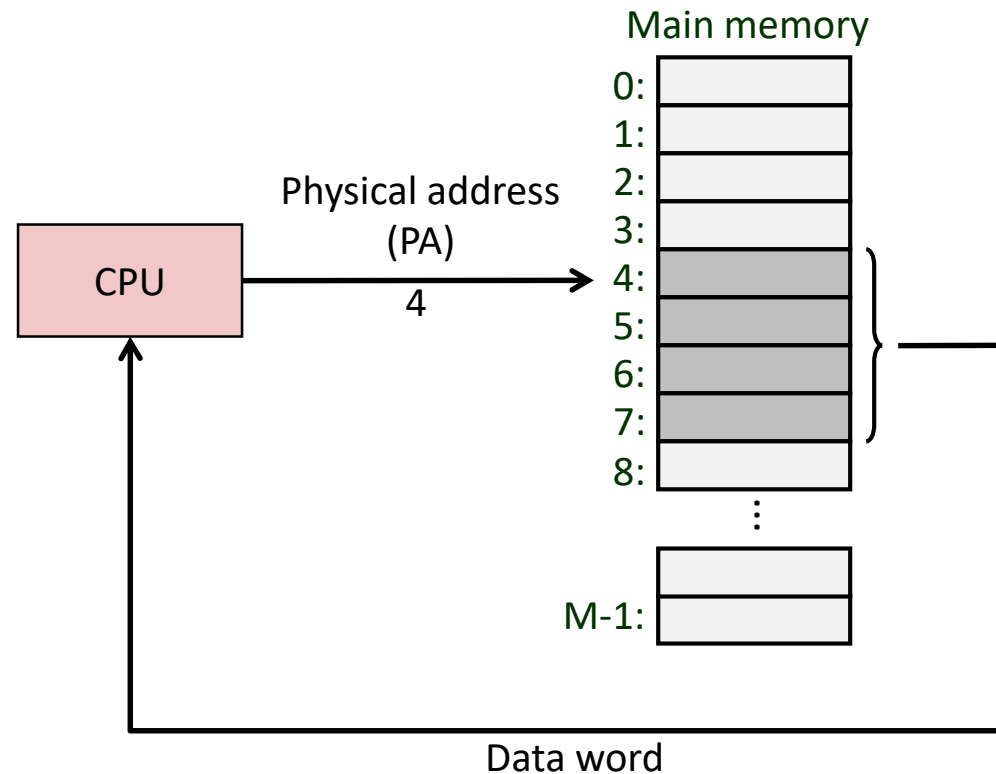 Main memory
0:
1:
2:
3:
4:
5:
6:
7:
8:
⋮
M-1:
Physical address
(PA)
4
CPU
Data word